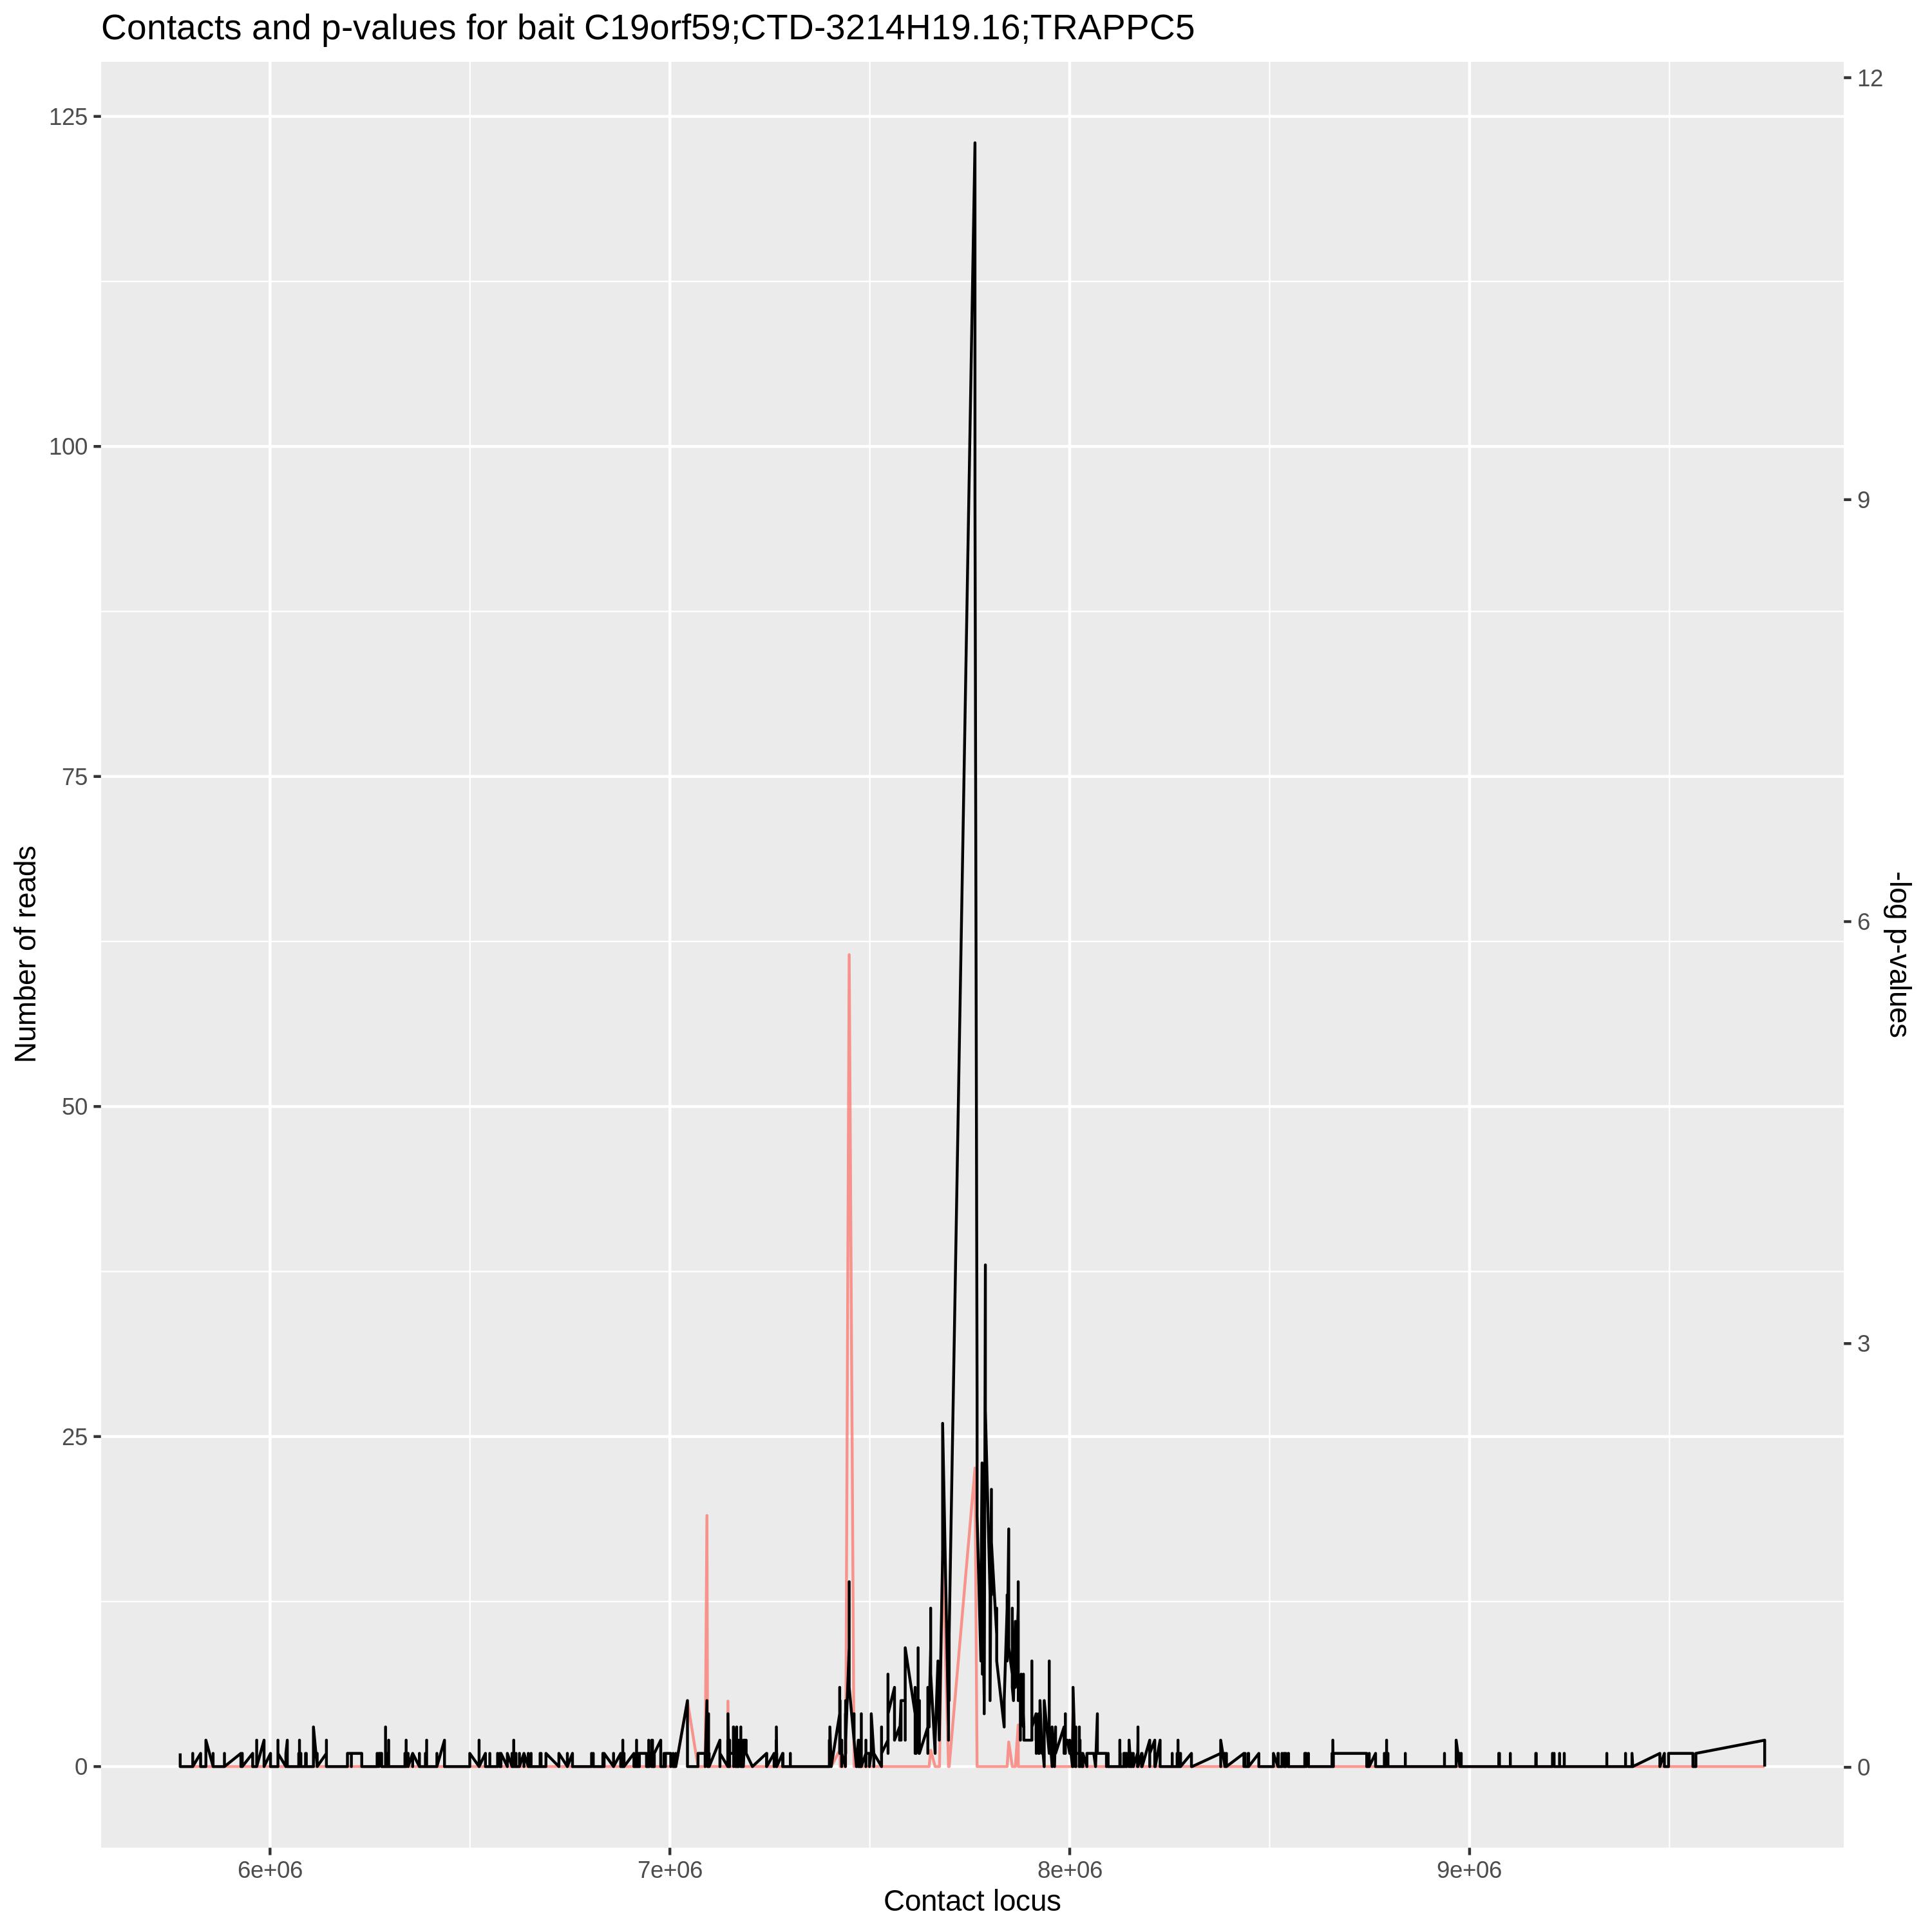 Contacts and p-values for bait C19orf59;CTD-3214H19.16;TRAPPC5
125
100
75
50
25
0
Number of reads
12
9
6
3
0
-log p-values
6e+06
7e+06
8e+06
9e+06
Contact locus